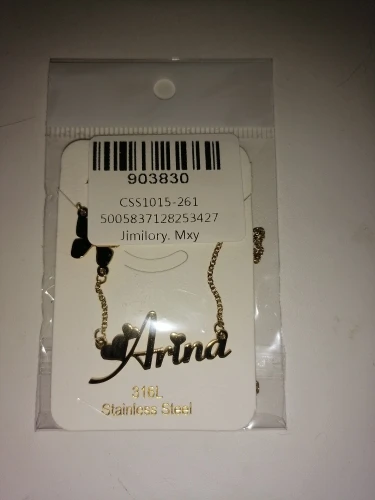 903830
CSS1015-261
5005837128253427
Jimilory. Mxy
Arina
316L
Stainless Steel